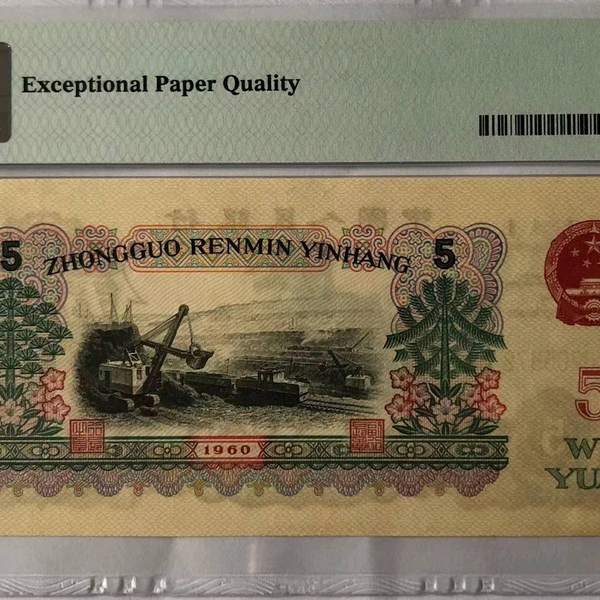 Exceptional Paper Quality
5 ZHONGGUO RENMIN YINHANG 5
1960
5
W
YU